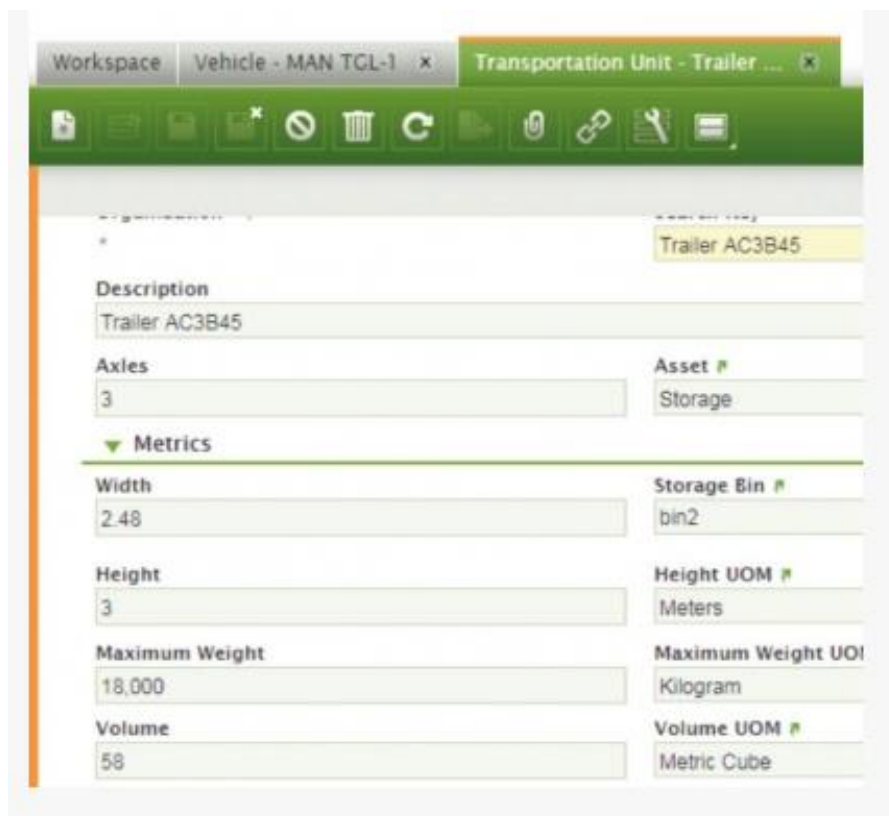 Workspace Vehicle - MAN TGL-1 x Transportation Unit - Trailer ... x
*
Trailer AC3B45
Description
Trailer AC3B45
Axles Asset
3 Storage
Metrics
Width Storage Bin
2.48 bin2
Height Height UOM
3 Meters
Maximum Weight Maximum Weight UO
18,000 Kilogram
Volume Volume UOM
58 Metric Cube